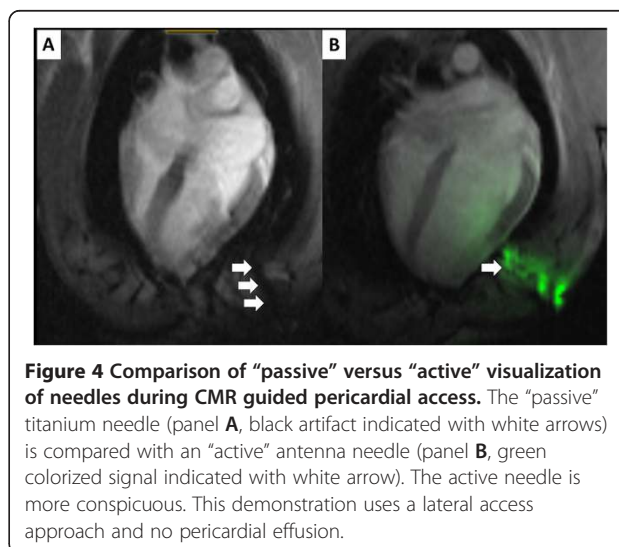 A
B
Figure 4 Comparison of “passive” versus “active” visualization
of needles during CMR guided pericardial access. The “passive”
titanium needle (panel A, black artifact indicated with white arrows)
is compared with an “active” antenna needle (panel B, green
colorized signal indicated with white arrow). The active needle is
more conspicuous. This demonstration uses a lateral access
approach and no pericardial effusion.